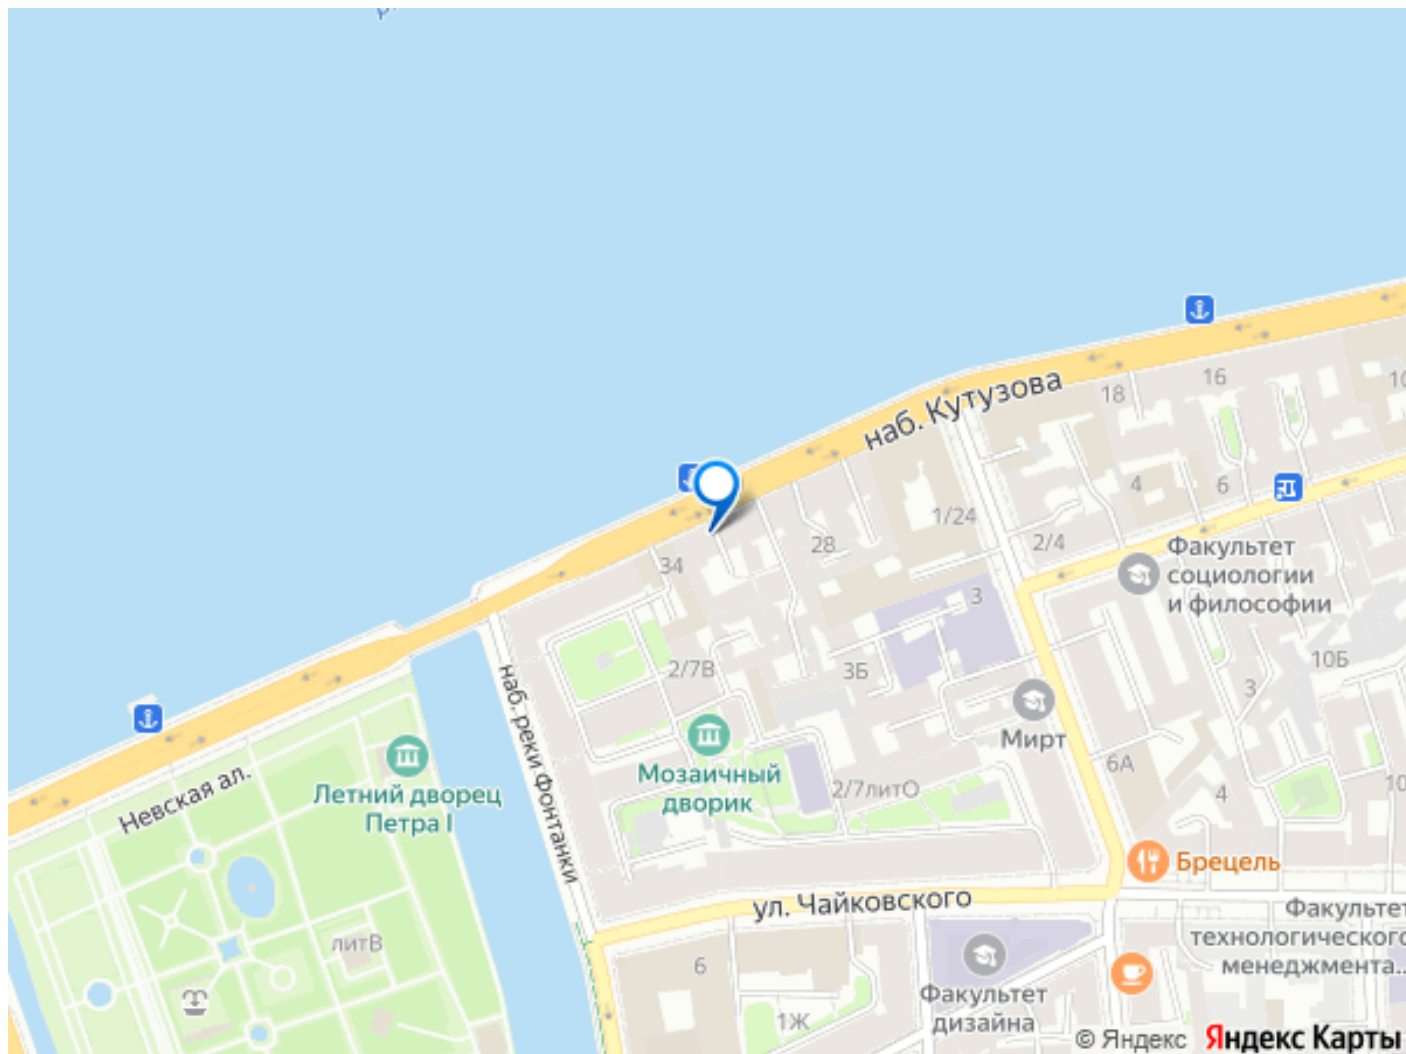 наб. Кутузова
16
18
10
4
6
1/24
2/4
28
34
Факультет
социологии
и философии
3
10Б
3
3Б
2/7В
Мирт
Мозаичный
дворик
2/7литО
6А
4
10
наб. реки фонтанки
Летний дворец
Петра I
Невская ал.
Брецель
ул. Чайковского
Факультет
технологического
менеджмента...
литВ
6
Факультет
дизайна
1Ж
© Яндекс Яндекс Карты